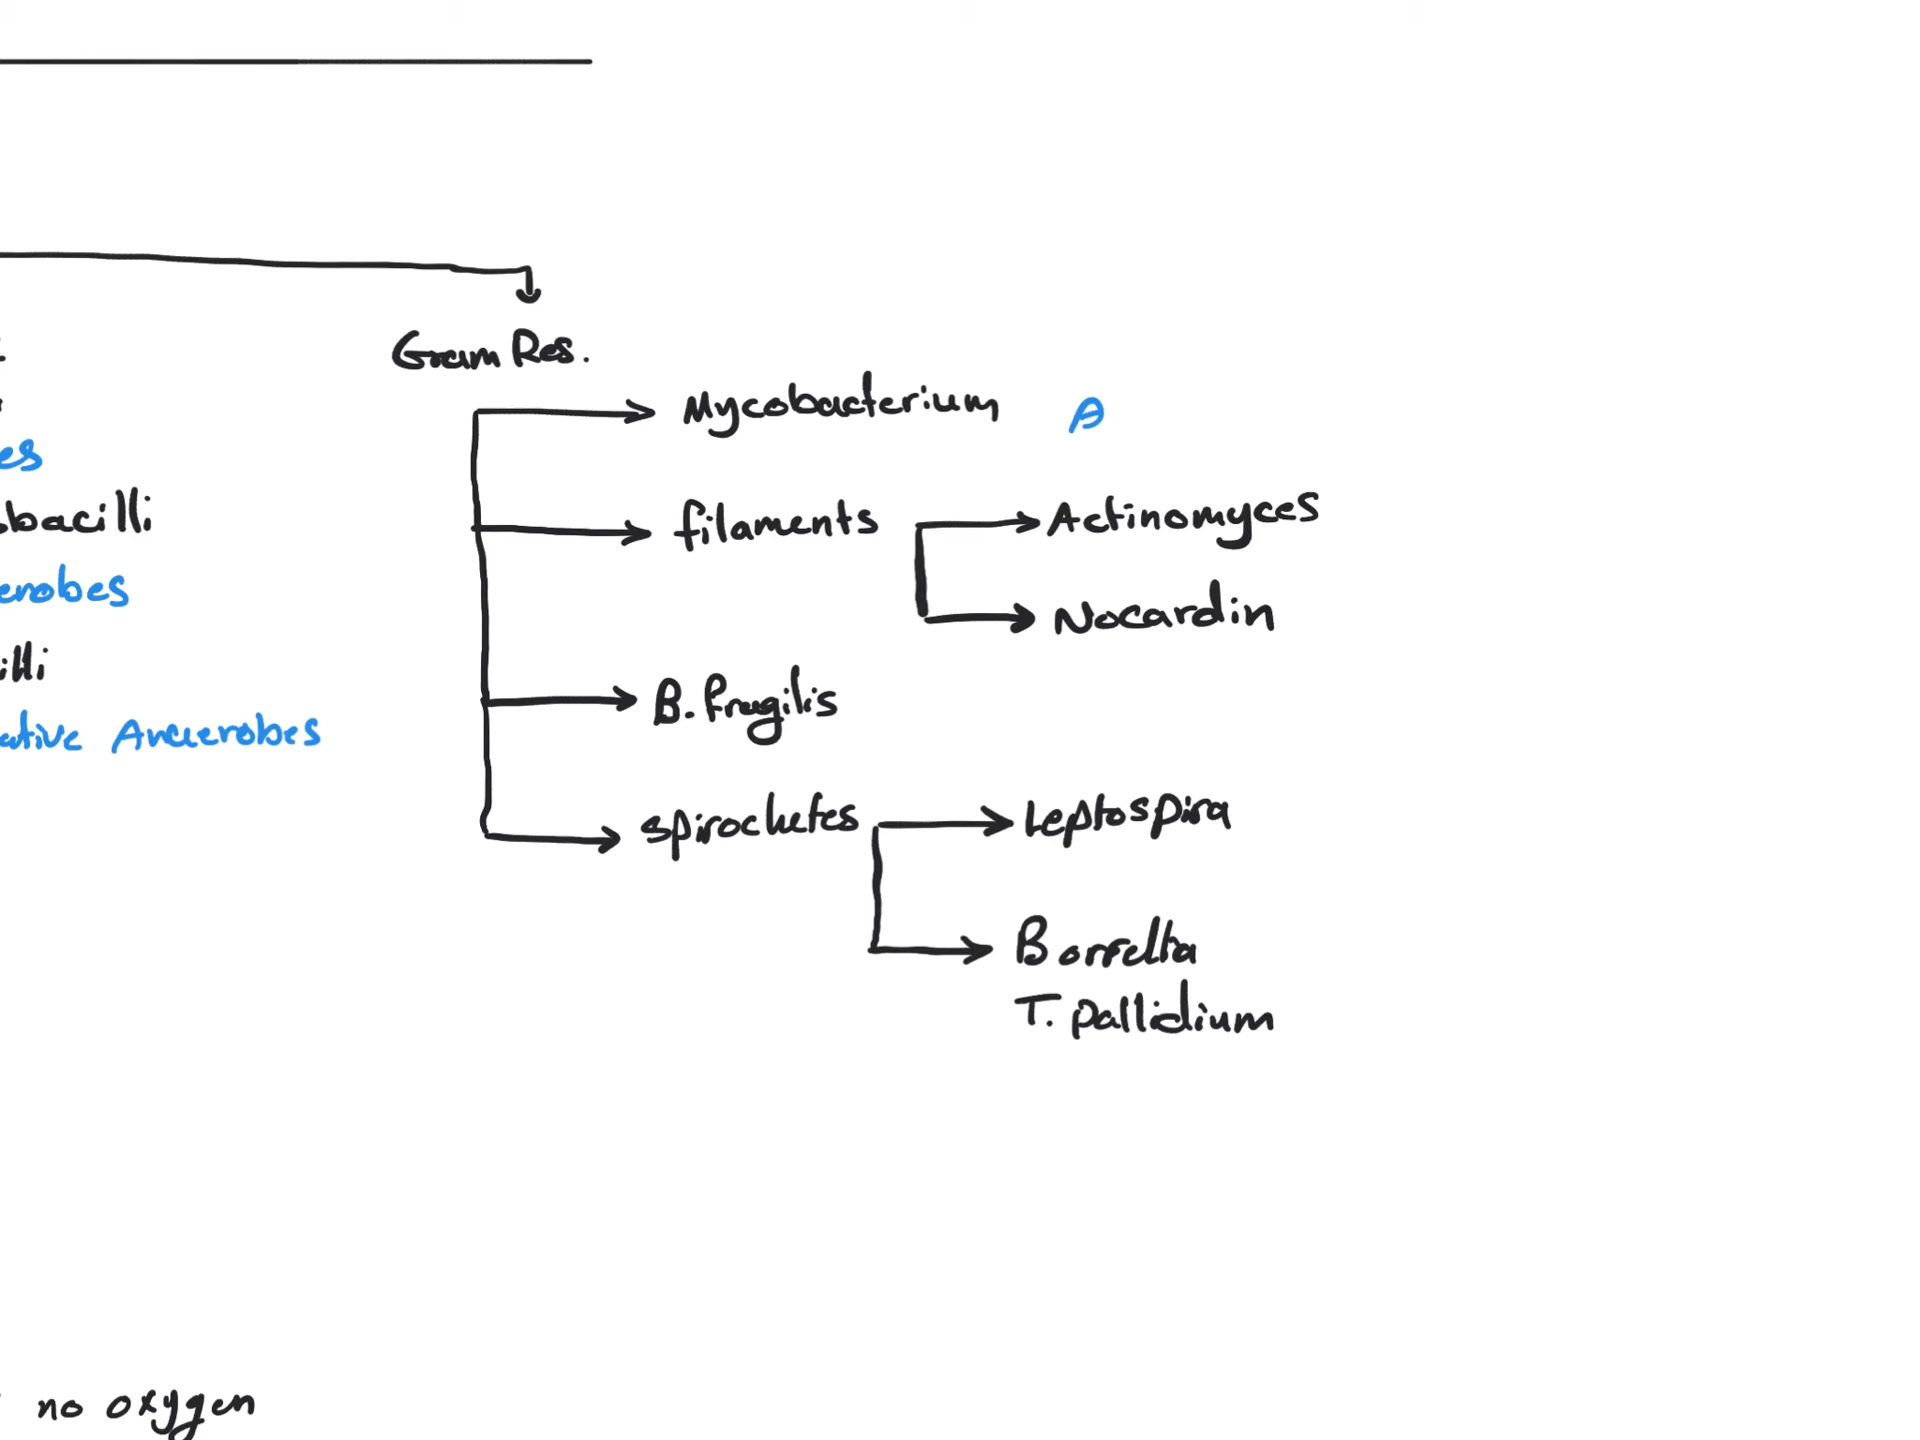 Gram Res.
Mycobacterium A
es
bacilli
filaments Actinomyces
erobes
Nocardin
illi
B. fragilis
ative Anaerobes
spirochetes Leptospira
Borrelia
T. pallidium
no oxygen